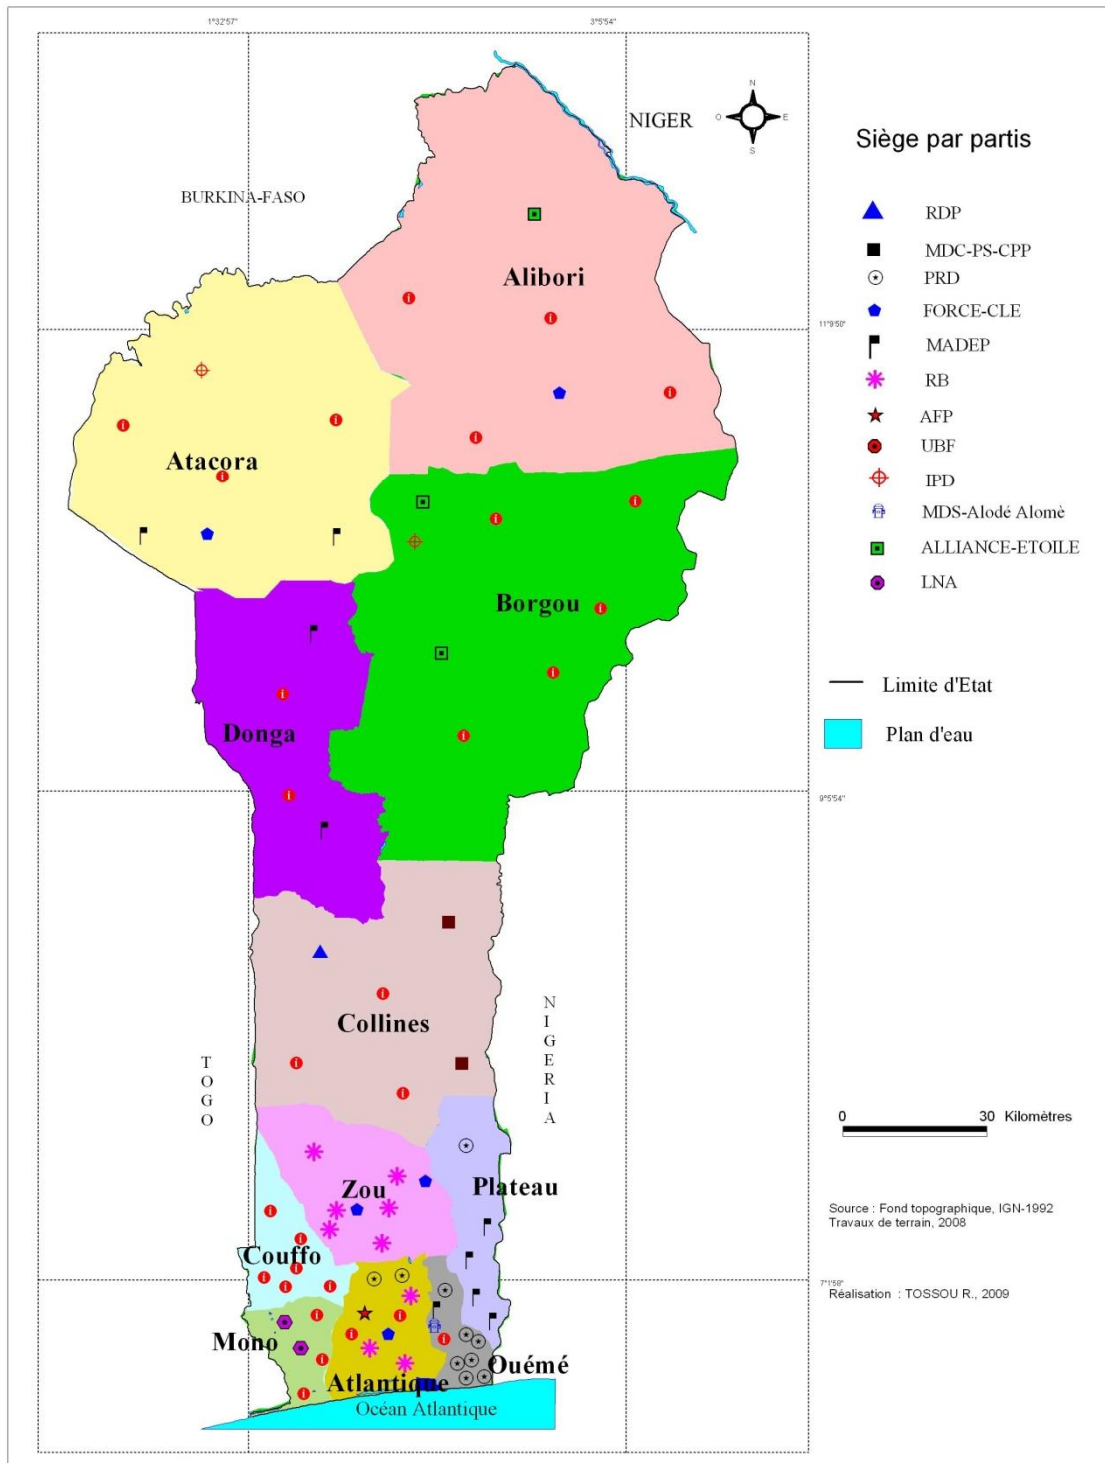 1°32'57"
3°5'54"
N
O
E
S
NIGER
BURKINA-FASO
Siège par partis
RDP
MDC-PS-CPP
PRD
FORCE-CLE
MADEP
RB
AFP
UBF
IPD
MDS-Alodé Alomè
ALLIANCE-ETOILE
LNA
Limite d'Etat
Plan d'eau
Alibori
11°9'50"
Atacora
Borgou
Donga
9°5'54"
Collines
TOGO
NIGERIA
0 30 Kilomètres
Zou
Plateau
Source : Fond topographique, IGN-1992
Travaux de terrain, 2008
Couffo
7°1'58"
Réalisation : TOSSOU R., 2009
Mono
Ouémé
Atlantique
Océan Atlantique